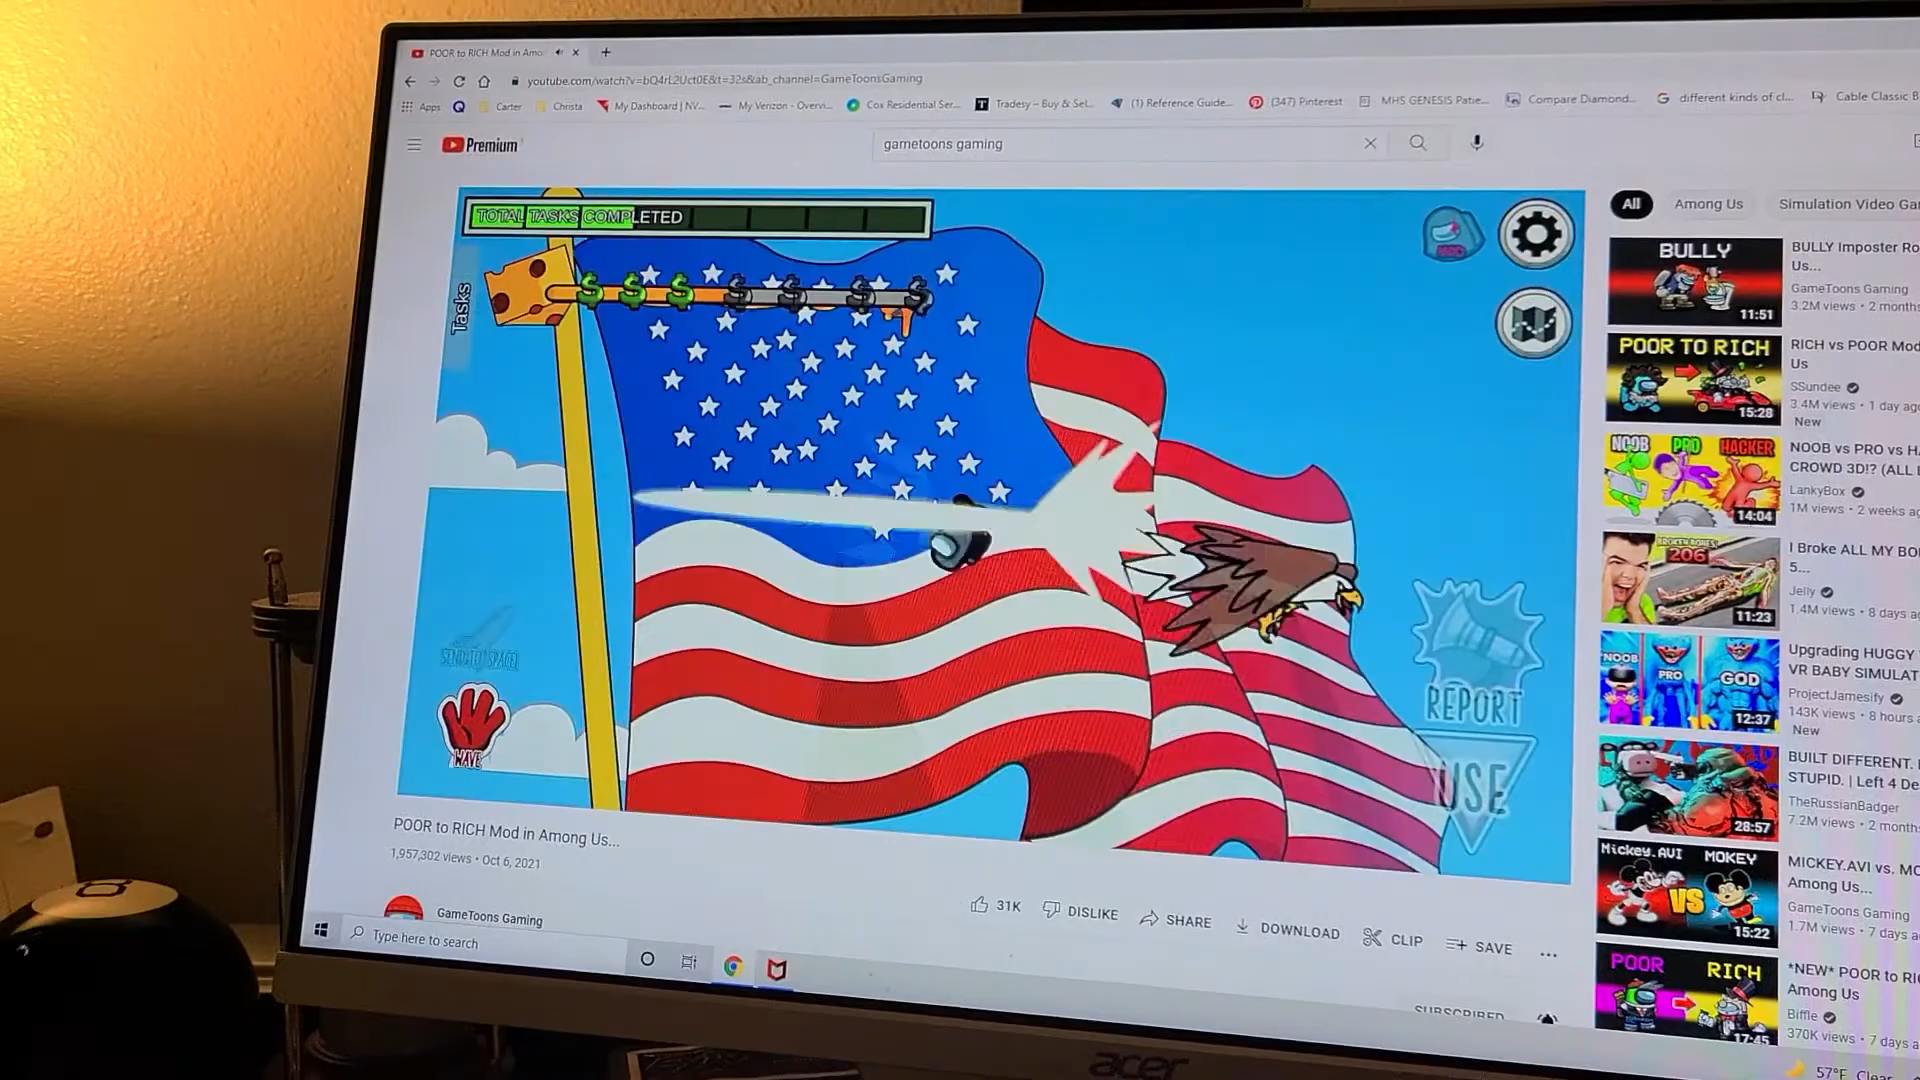 POOR to RICH Mod in Amo
youtube.com/watch?v=bQ4rL2Uct0E&t=32s&ab_channel=GameToonsGaming
Apps Carter Christa My Dashboard | NV... My Verizon - Overvi... Cox Residential Ser... Tradesy – Buy & Sel... (1) Reference Guide... (347) Pinterest MHS GENESIS Patie... Compare Diamond... different kinds of cl... Cable Classic B
Premium
gametoons gaming
All Among Us Simulation Video Ga
TOTAL TASKS COMPLETED
Tasks
WAVE
REPORT
USE
POOR to RICH Mod in Among Us...
1,957,302 views • Oct 6, 2021
31K DISLIKE SHARE DOWNLOAD CLIP SAVE ...
GameToons Gaming
SUBSCRIBED
BULLY
11:51
BULLY Imposter Ro
Us...
GameToons Gaming
3.2M views • 2 months
POOR TO RICH
15:28
RICH vs POOR Mod
Us
SSundee
3.4M views • 1 day ago
New
NOOB PRO HACKER
14:04
NOOB vs PRO vs HA
CROWD 3D!? (ALL
LankyBox
1M views • 2 weeks ag
BROKEN BONES
206
11:23
I Broke ALL MY BO
5...
Jelly
1.4M views • 8 days ag
NOOB PRO GOD
12:37
Upgrading HUGGY
VR BABY SIMULAT
ProjectJamesify
143K views • 8 hours a
New
28:57
BUILT DIFFERENT.
STUPID. | Left 4 De
TheRussianBadger
7.2M views • 2 month
Mickey.AVI MOKEY
VS
15:22
MICKEY.AVI vs. MO
Among Us...
GameToons Gaming
1.7M views • 7 days a
POOR RICH
17:45
*NEW* POOR to RI
Among Us
Biffle
370K views • 7 days a
Type here to search
57°F Clear
acer